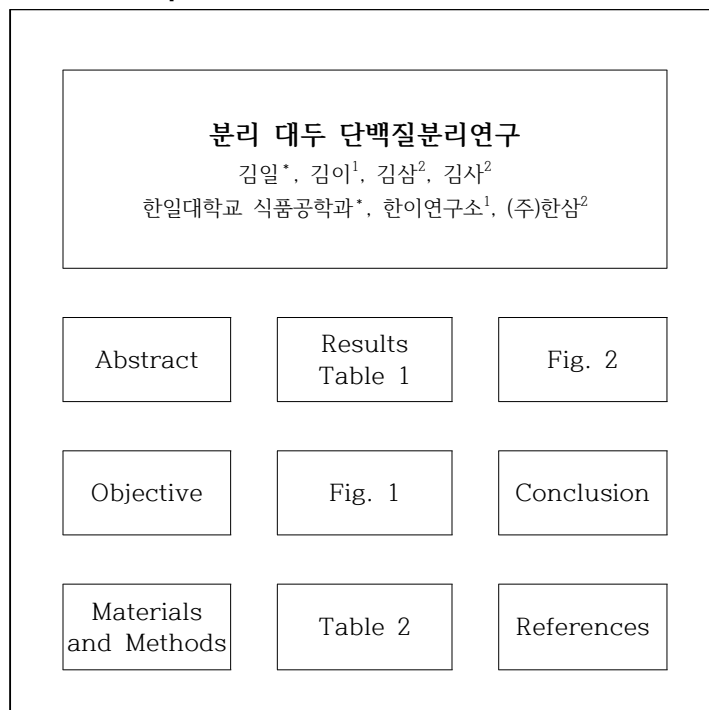 분리 대두 단백질분리연구
김일*, 김이¹, 김삼², 김사²
한일대학교 식품공학과*, 한이연구소¹, (주)한삼²
Abstract
Objective
Materials
and Methods
Results
Table 1
Fig. 1
Table 2
Fig. 2
Conclusion
References